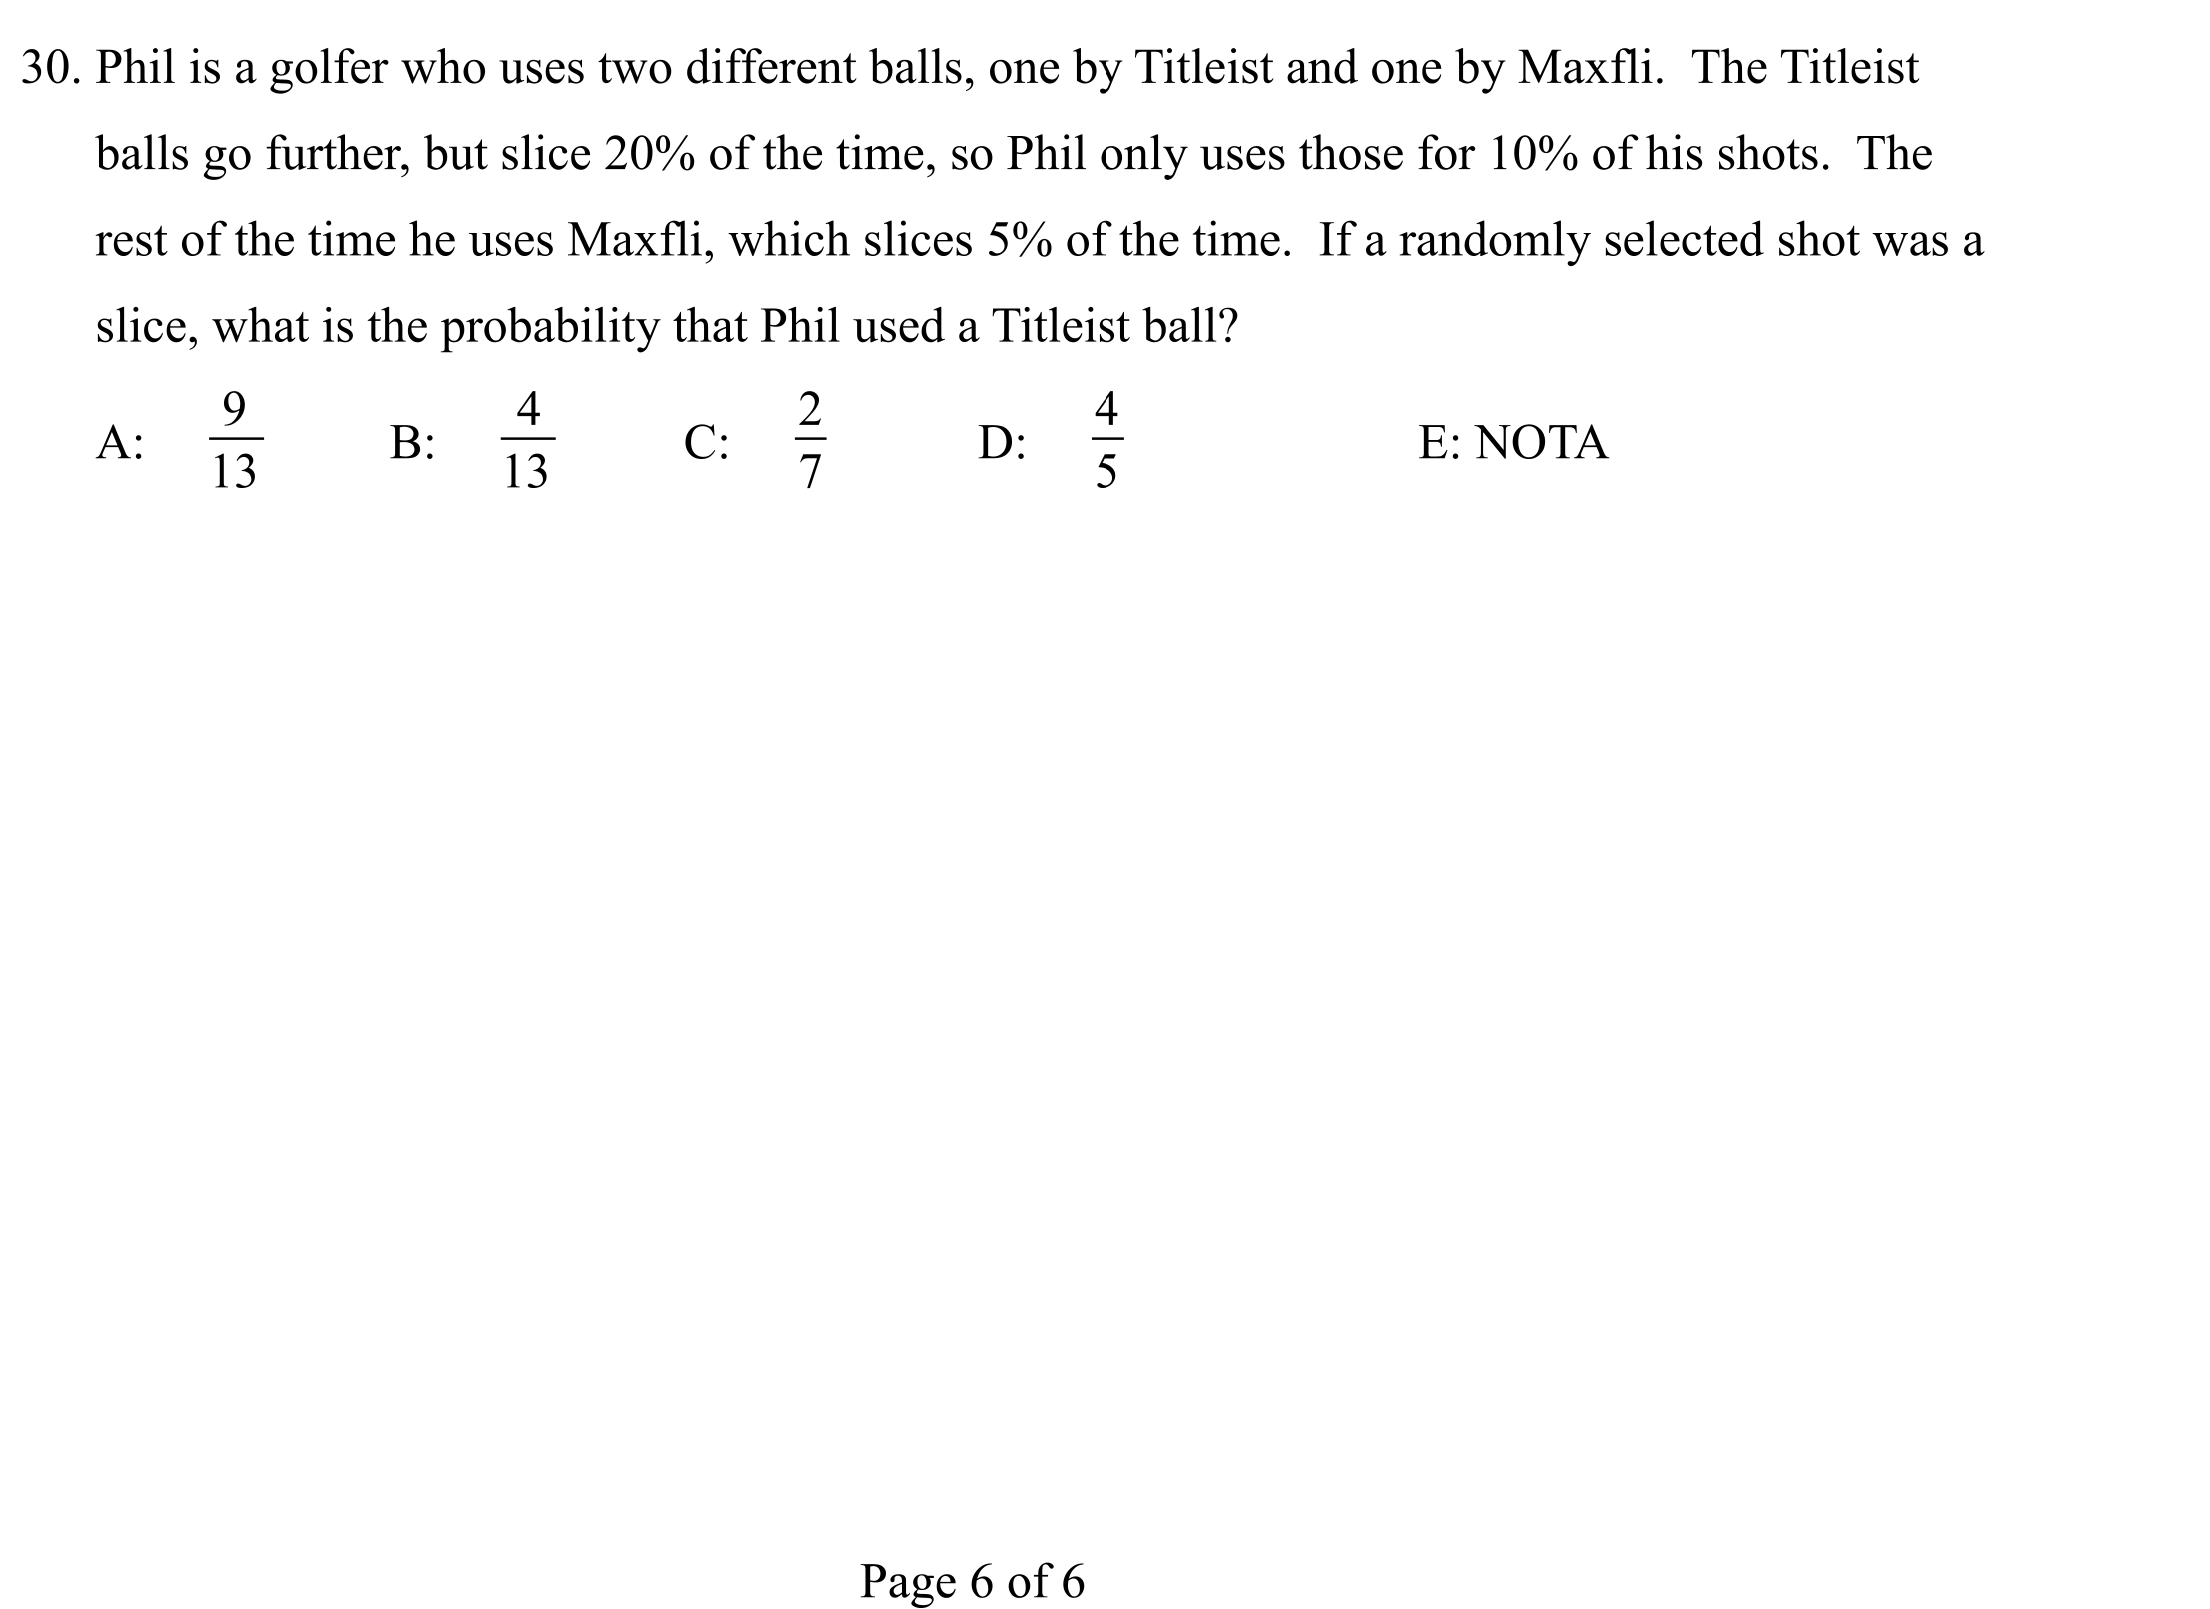 30. Phil is a golfer who uses two different balls, one by Titleist and one by Maxfli.  The Titleist
balls go further, but slice 20% of the time, so Phil only uses those for 10% of his shots.  The
rest of the time he uses Maxfli, which slices 5% of the time.  If a randomly selected shot was a
slice, what is the probability that Phil used a Titleist ball?
A: 9/13 B: 4/13 C: 2/7 D: 4/5 E: NOTA
Page 6 of 6